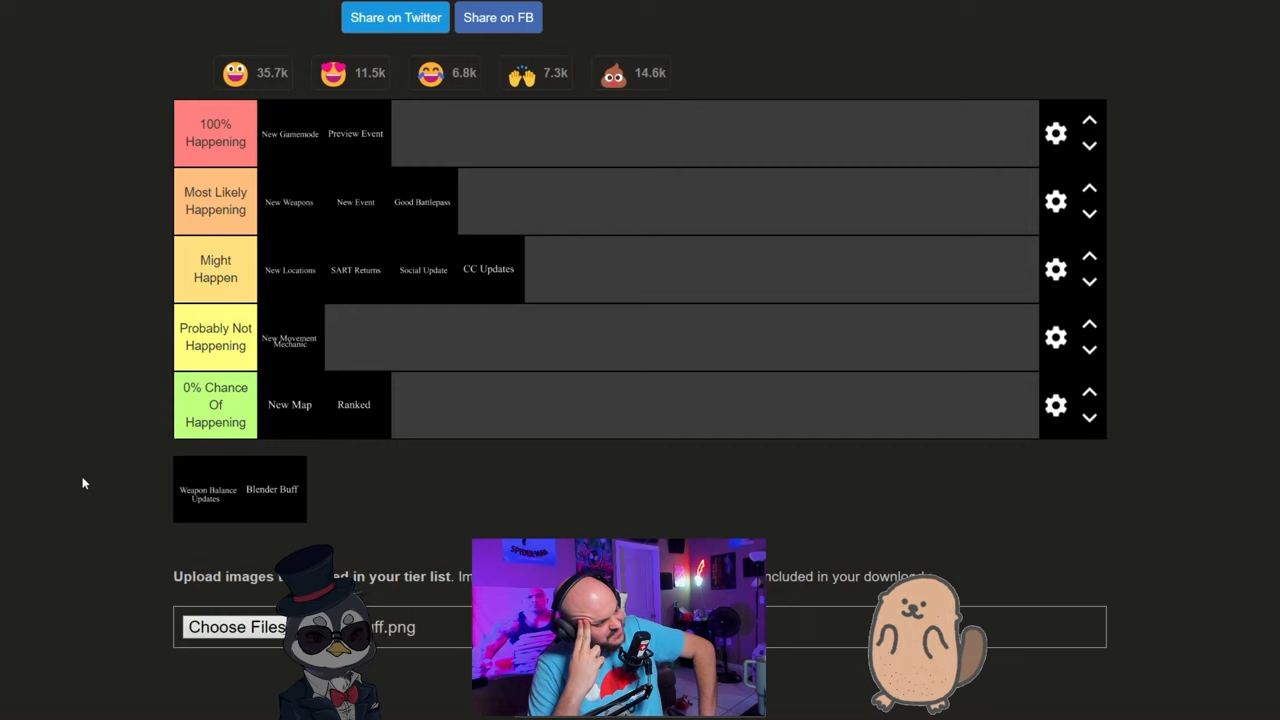 Share on Twitter Share on FB
35.7k 11.5k 6.8k 7.3k 14.6k
100%
Happening
New Gamemode Preview Event
Most Likely
Happening
New Weapons New Event Good Battlepass
Might
Happen
New Locations SART Returns Social Update CC Updates
Probably Not
Happening
New Movement
Mechanic
0% Chance
Of
Happening
New Map Ranked
Weapon Balance
Updates
Blender Buff
Upload images in your tier list. included in your
Choose Files ff.png